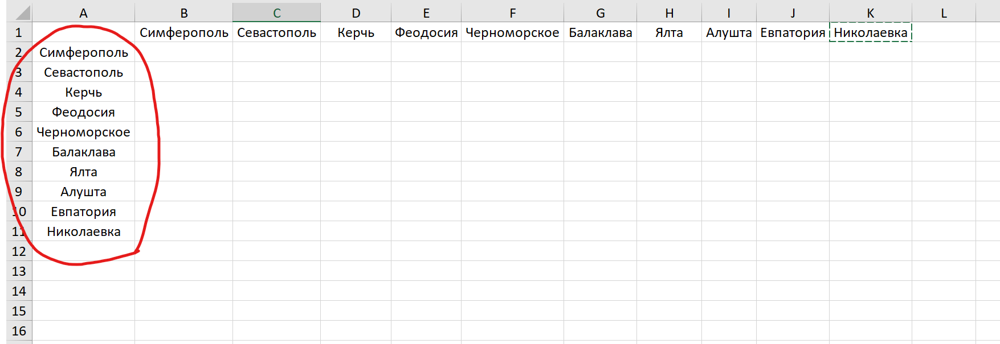 A B C D E F G H I J K L
1 Симферополь Севастополь Керчь Феодосия Черноморское Балаклава Ялта Алушта Евпатория Николаевка
2 Симферополь
3 Севастополь
4 Керчь
5 Феодосия
6 Черноморское
7 Балаклава
8 Ялта
9 Алушта
10 Евпатория
11 Николаевка
12
13
14
15
16